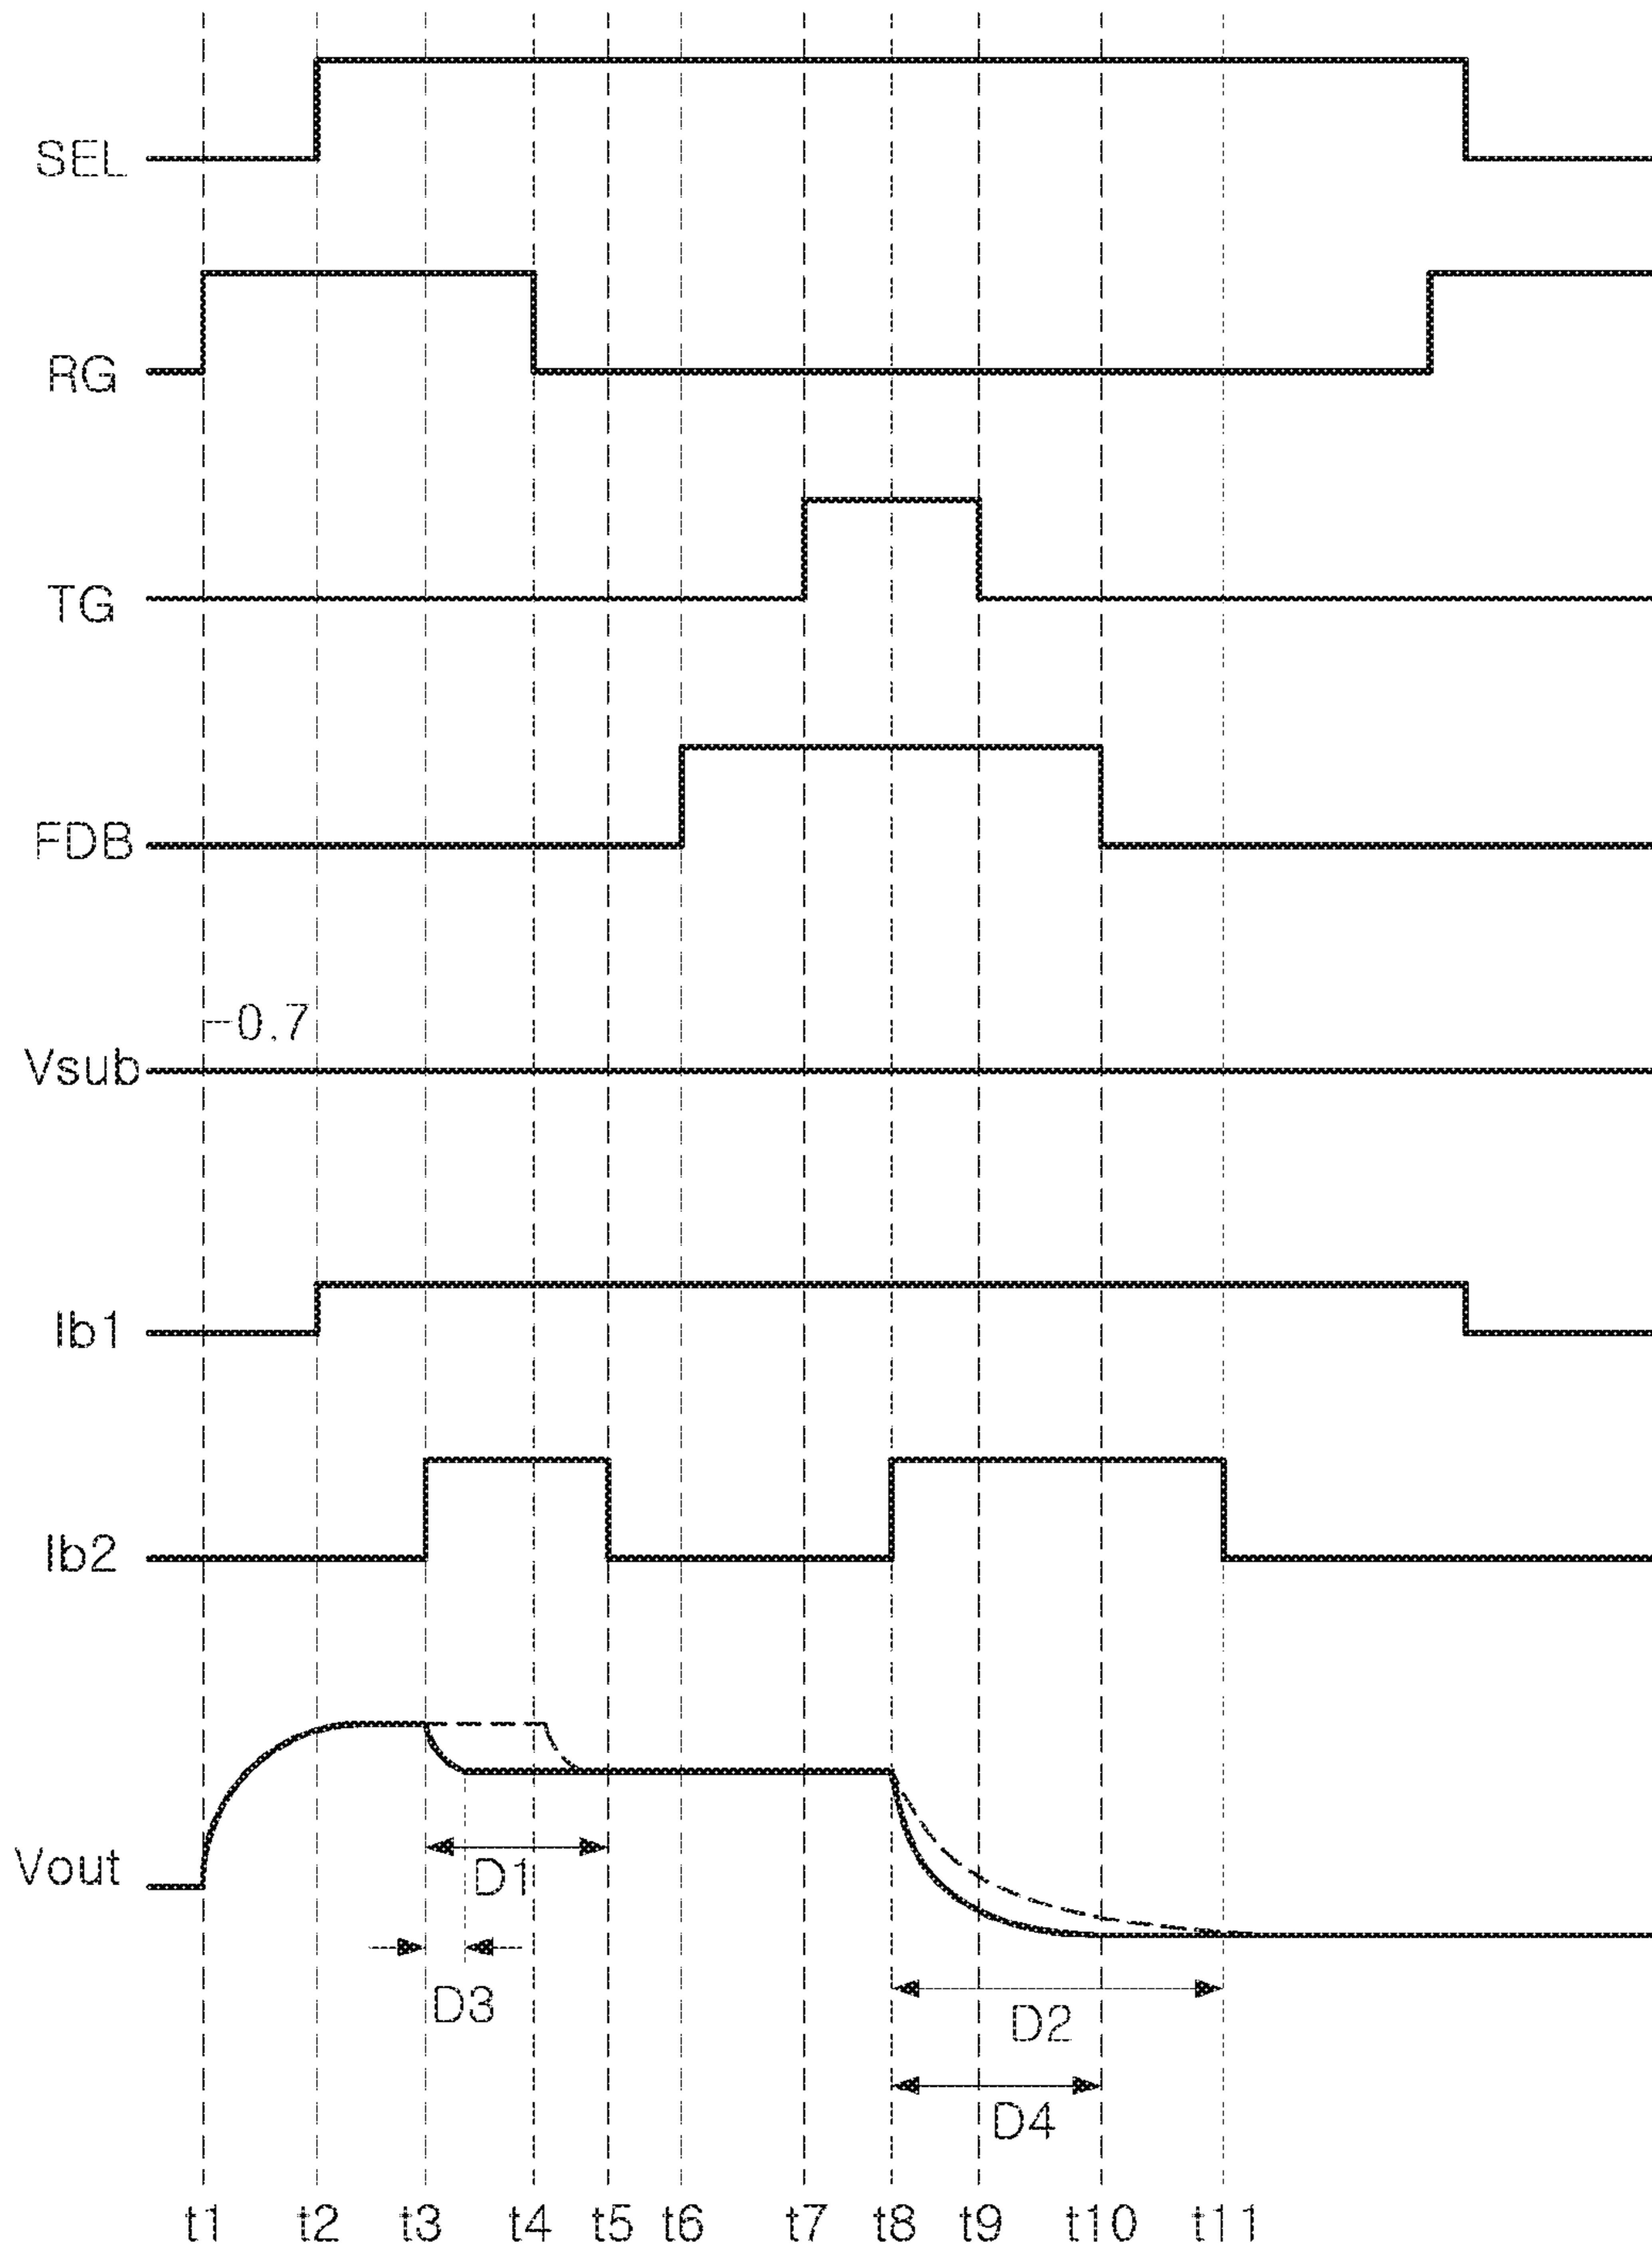 SEL
RG
TG
FDB
-0.7
Vsub
Ib1
Ib2
Vout
D1
D3
D2
D4
t1 t2 t3 t4 t5 t6 t7 t8 t9 t10 t11